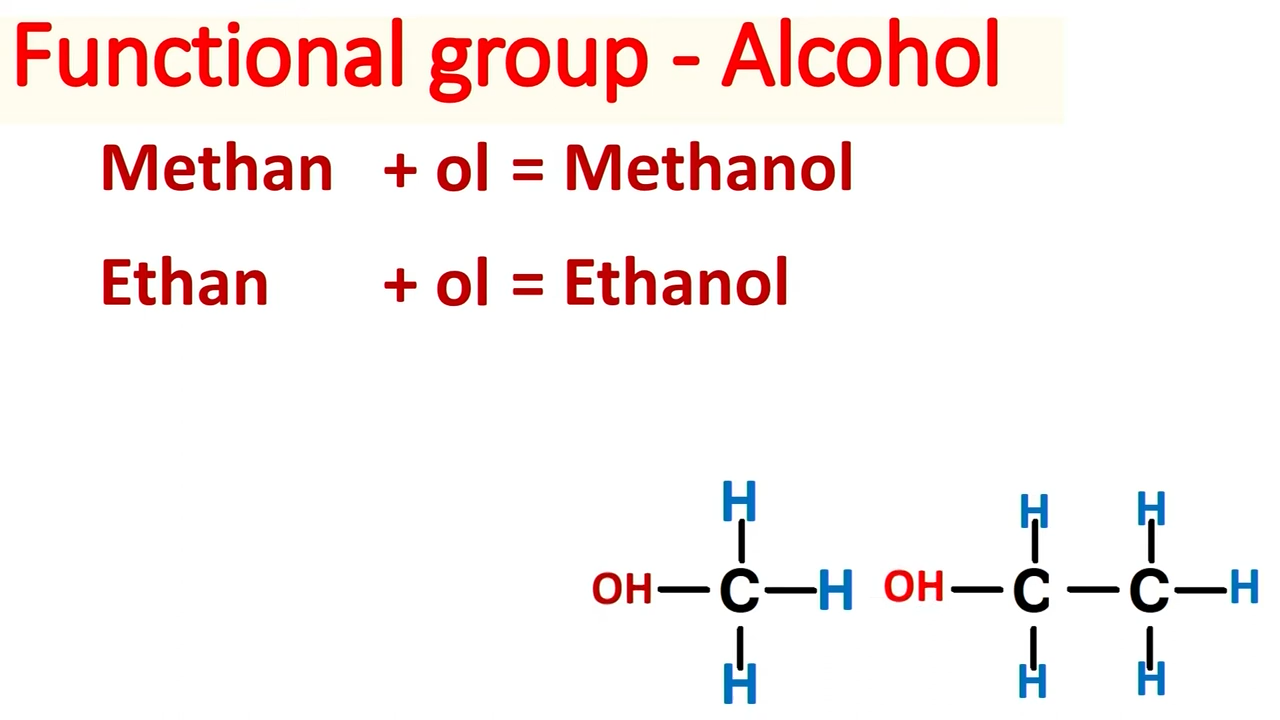 Functional group - Alcohol
Methan + ol = Methanol
Ethan + ol = Ethanol
H H H
OH C H OH C C H
H H H